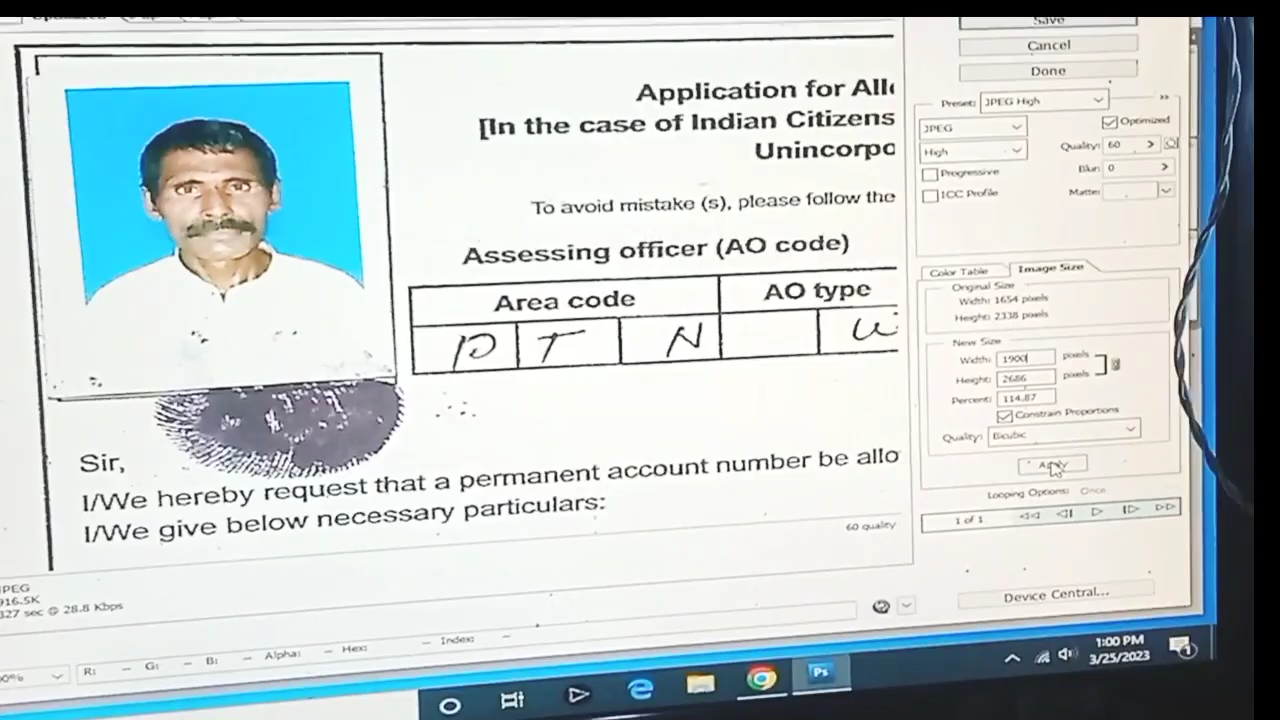 Save
Cancel
Done
Application for All
[In the case of Indian Citizens
Unincorpo
To avoid mistake (s), please follow the
Assessing officer (AO code)
Area code AO type
P T N W
Sir,
I/We hereby request that a permanent account number be allo
I/We give below necessary particulars:
60 quality
JPEG
916.5K
327 sec @ 28.8 Kbps
R: -- G: -- B: -- Alpha: -- Hex: -- Index: --
Preset: JPEG High
JPEG Optimized
High Quality: 60
Progressive Blur: 0
ICC Profile Matte:
Color Table Image Size
Original Size
Width: 1654 pixels
Height: 2338 pixels
New Size
Width: 1900 pixels
Height: 2686 pixels
Percent: 114.87
Constrain Proportions
Quality: Bicubic
Apply
Looping Options: Once
1 of 1
Device Central...
Ps
1:00 PM
3/25/2023